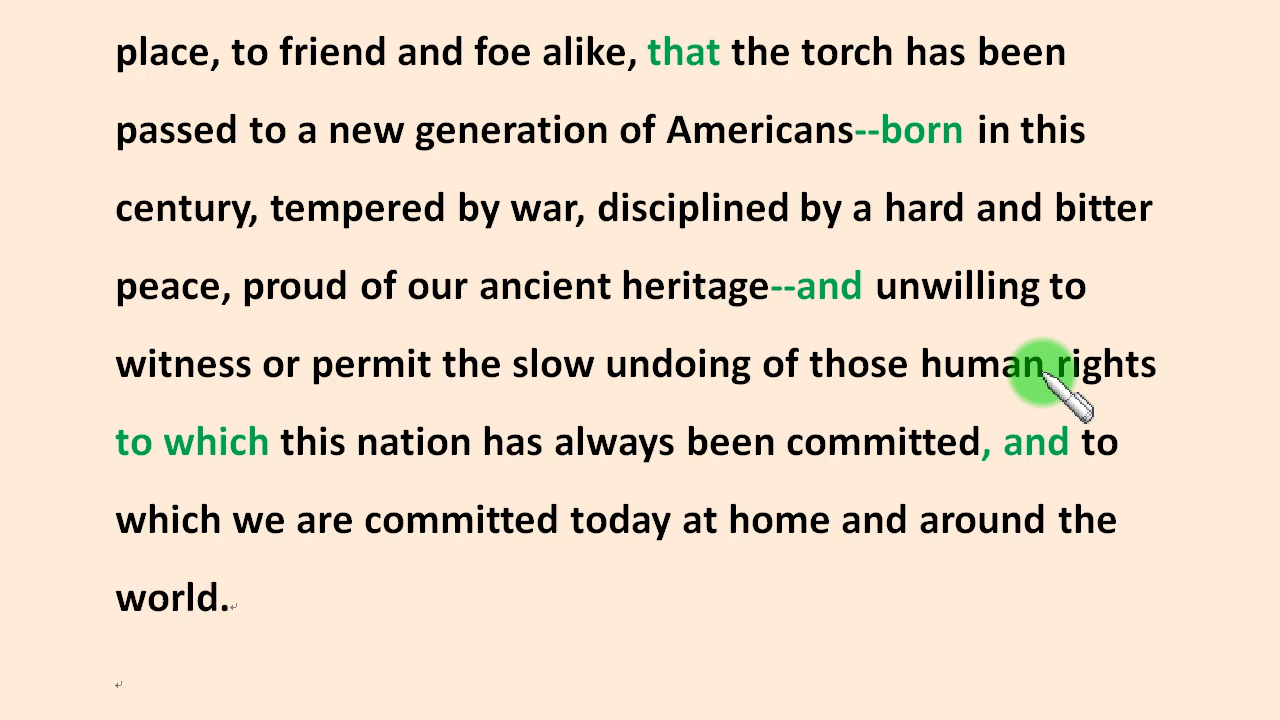 place, to friend and foe alike, that the torch has been
passed to a new generation of Americans--born in this
century, tempered by war, disciplined by a hard and bitter
peace, proud of our ancient heritage--and unwilling to
witness or permit the slow undoing of those human rights
to which this nation has always been committed, and to
which we are committed today at home and around the
world.